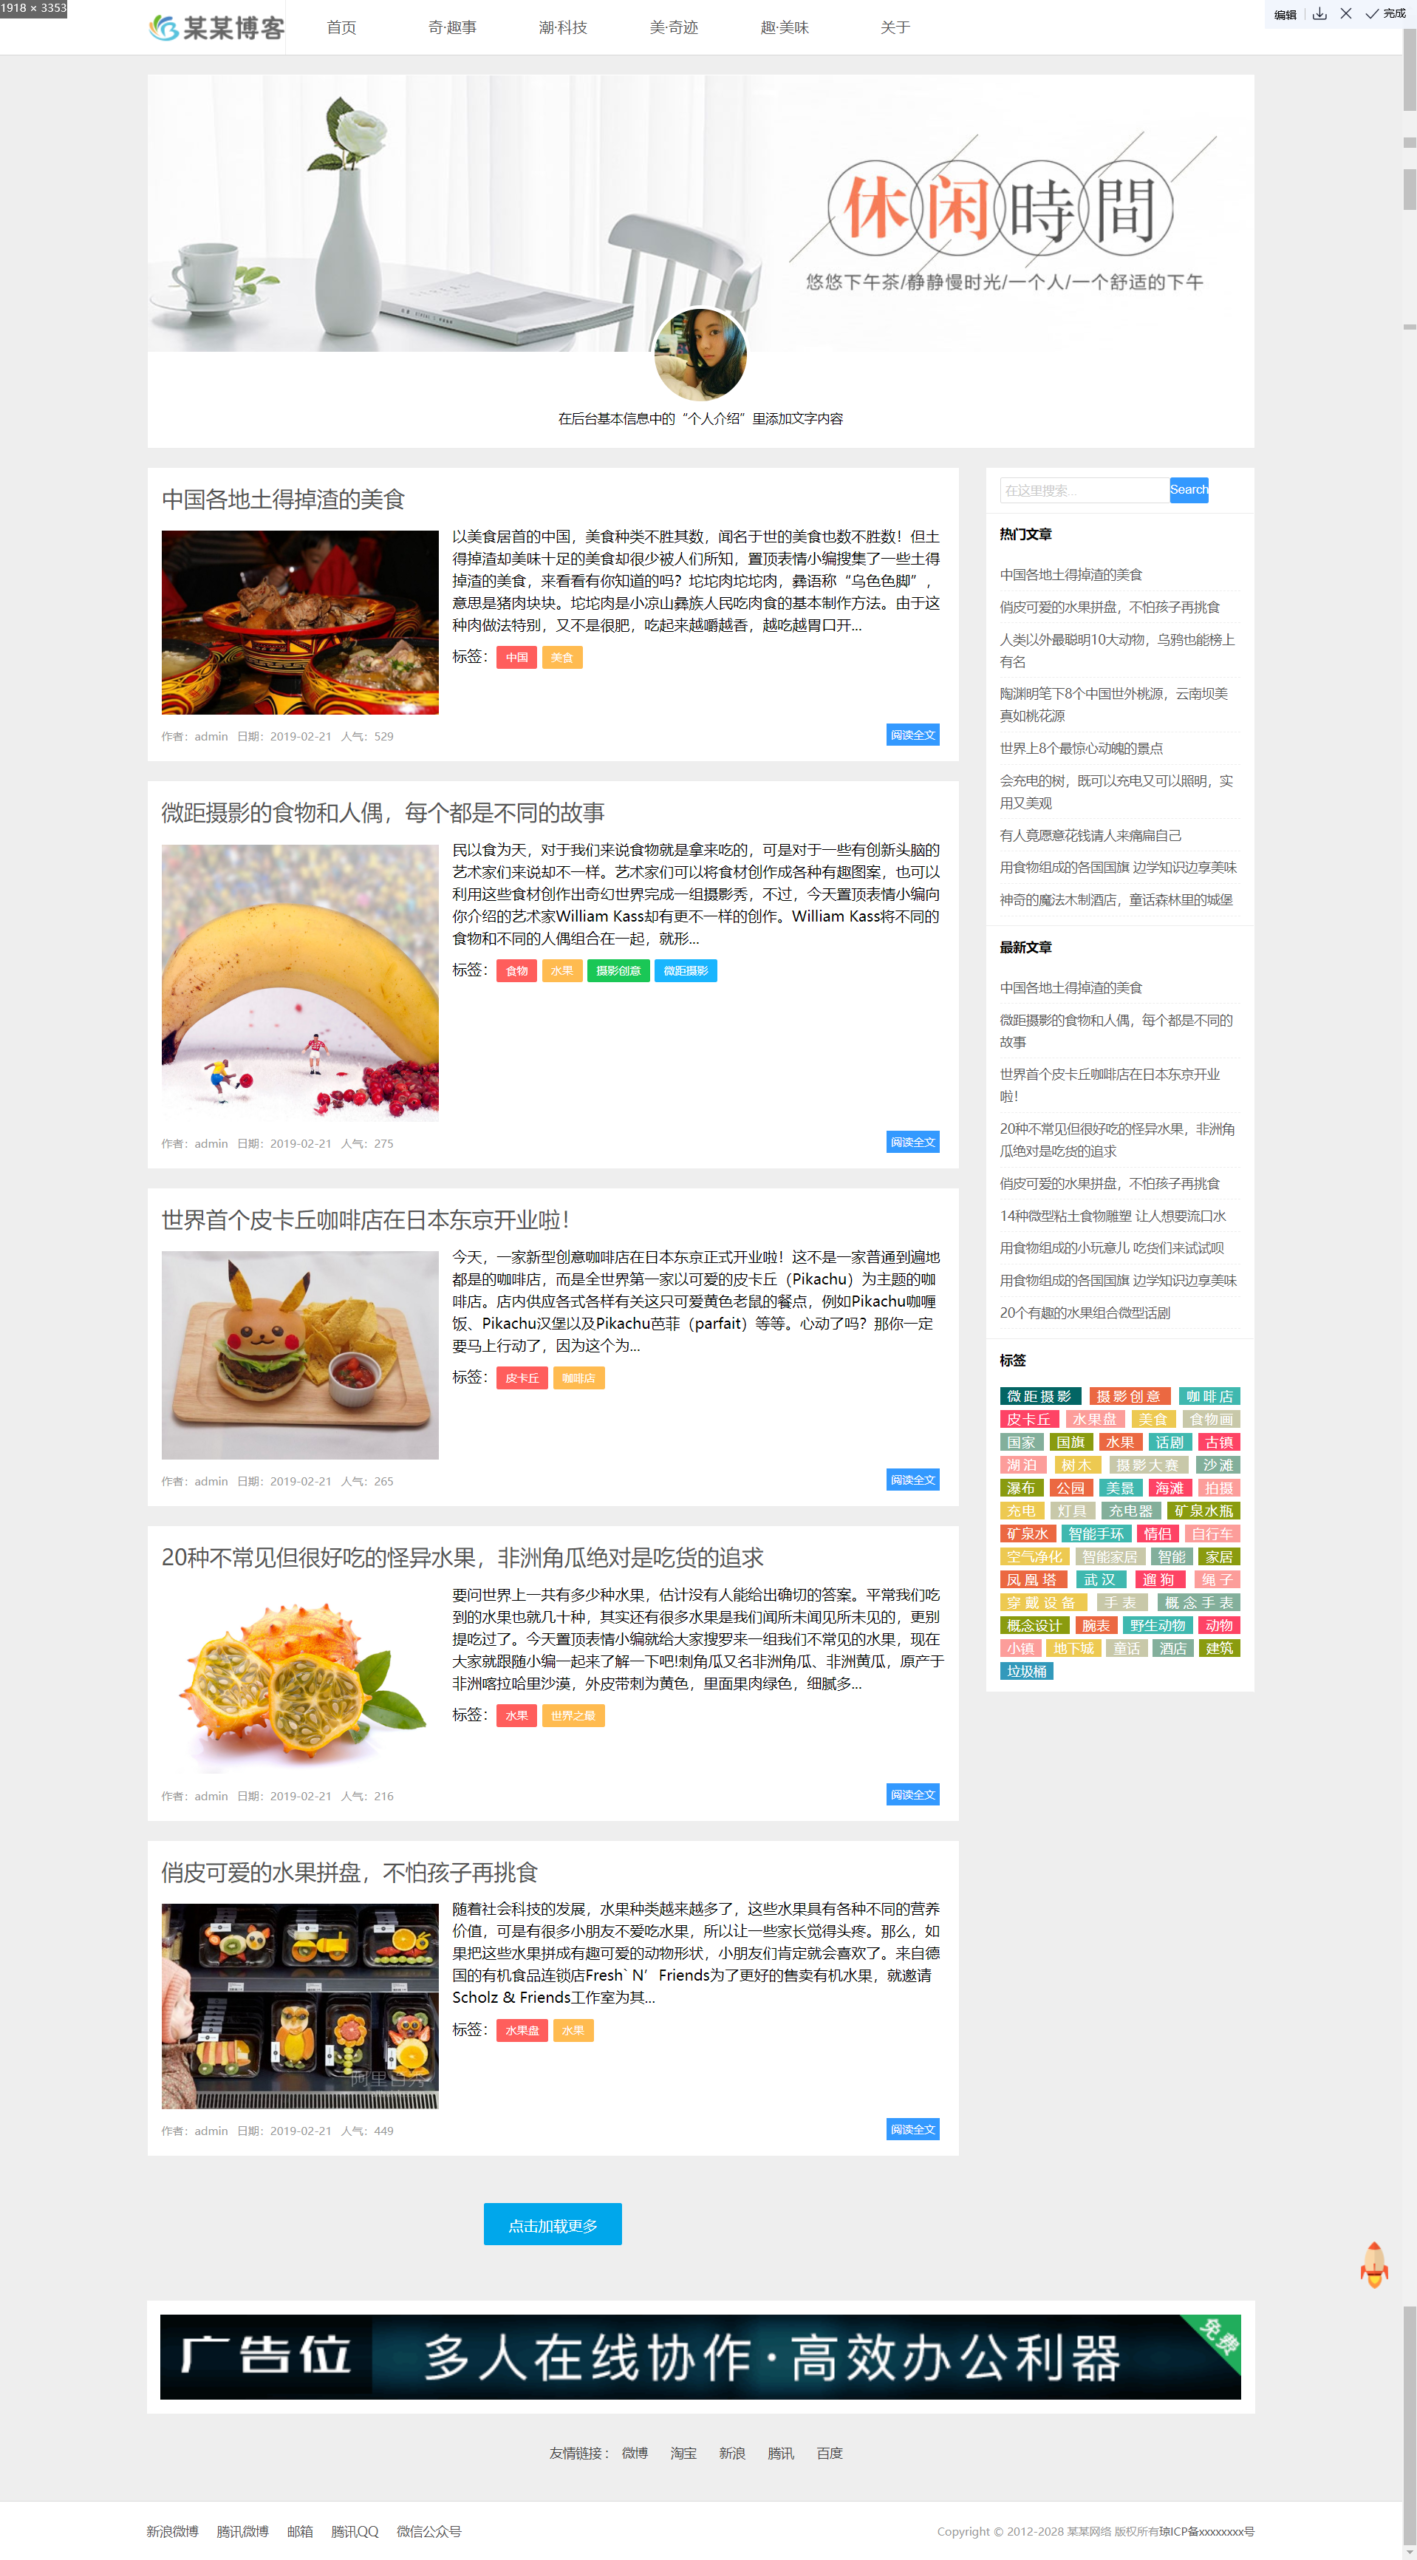 1918 × 3353
某某博客
首页 奇·趣事 潮·科技 美·奇迹 趣·美味 关于
编辑 完成
休闲時間
悠悠下午茶/静静慢时光/一个人/一个舒适的下午
在后台基本信息中的“个人介绍”里添加文字内容
中国各地土得掉渣的美食
以美食居首的中国，美食种类不胜其数，闻名于世的美食也数不胜数！但土
得掉渣却美味十足的美食却很少被人们所知，置顶表情小编搜集了一些土得
掉渣的美食，来看看有你知道的吗？坨坨肉坨坨肉，彝语称“乌色色脚”，
意思是猪肉块块。坨坨肉是小凉山彝族人民吃肉食的基本制作方法。由于这
种肉做法特别，又不是很肥，吃起来越嚼越香，越吃越胃口开...
标签： 中国 美食
作者：admin 日期：2019-02-21 人气：529
阅读全文
微距摄影的食物和人偶，每个都是不同的故事
民以食为天，对于我们来说食物就是拿来吃的，可是对于一些有创新头脑的
艺术家们来说却不一样。艺术家们可以将食材创作成各种有趣图案，也可以
利用这些食材创作出奇幻世界完成一组摄影秀，不过，今天置顶表情小编向
你介绍的艺术家William Kass却有更不一样的创作。William Kass将不同的
食物和不同的人偶组合在一起，就形...
标签： 食物 水果 摄影创意 微距摄影
作者：admin 日期：2019-02-21 人气：275
阅读全文
世界首个皮卡丘咖啡店在日本东京开业啦！
今天，一家新型创意咖啡店在日本东京正式开业啦！这不是一家普通到遍地
都是的咖啡店，而是全世界第一家以可爱的皮卡丘（Pikachu）为主题的咖
啡店。店内供应各式各样有关这只可爱黄色老鼠的餐点，例如Pikachu咖喱
饭、Pikachu汉堡以及Pikachu芭菲（parfait）等等。心动了吗？那你一定
要马上行动了，因为这个为...
标签： 皮卡丘 咖啡店
作者：admin 日期：2019-02-21 人气：265
阅读全文
20种不常见但很好吃的怪异水果，非洲角瓜绝对是吃货的追求
要问世界上一共有多少种水果，估计没有人能给出确切的答案。平常我们吃
到的水果也就几十种，其实还有很多水果是我们闻所未闻见所未见的，更别
提吃过了。今天置顶表情小编就给大家搜罗来一组我们不常见的水果，现在
大家就跟随小编一起来了解一下吧!刺角瓜又名非洲角瓜、非洲黄瓜，原产于
非洲喀拉哈里沙漠，外皮带刺为黄色，里面果肉绿色，细腻多...
标签： 水果 世界之最
作者：admin 日期：2019-02-21 人气：216
阅读全文
俏皮可爱的水果拼盘，不怕孩子再挑食
随着社会科技的发展，水果种类越来越多了，这些水果具有各种不同的营养
价值，可是有很多小朋友不爱吃水果，所以让一些家长觉得头疼。那么，如
果把这些水果拼成有趣可爱的动物形状，小朋友们肯定就会喜欢了。来自德
国的有机食品连锁店Fresh` N’ Friends为了更好的售卖有机水果，就邀请
Scholz & Friends工作室为其...
标签： 水果盘 水果
阿里百秀
作者：admin 日期：2019-02-21 人气：449
阅读全文
点击加载更多
在这里搜索... Search
热门文章
中国各地土得掉渣的美食
俏皮可爱的水果拼盘，不怕孩子再挑食
人类以外最聪明10大动物，乌鸦也能榜上
有名
陶渊明笔下8个中国世外桃源，云南坝美
真如桃花源
世界上8个最惊心动魄的景点
会充电的树，既可以充电又可以照明，实
用又美观
有人竟愿意花钱请人来痛扁自己
用食物组成的各国国旗 边学知识边享美味
神奇的魔法木制酒店，童话森林里的城堡
最新文章
中国各地土得掉渣的美食
微距摄影的食物和人偶，每个都是不同的
故事
世界首个皮卡丘咖啡店在日本东京开业
啦！
20种不常见但很好吃的怪异水果，非洲角
瓜绝对是吃货的追求
俏皮可爱的水果拼盘，不怕孩子再挑食
14种微型粘土食物雕塑 让人想要流口水
用食物组成的小玩意儿 吃货们来试试呗
用食物组成的各国国旗 边学知识边享美味
20个有趣的水果组合微型话剧
标签
微距摄影 摄影创意 咖啡店
皮卡丘 水果盘 美食 食物画
国家 国旗 水果 话剧 古镇
湖泊 树木 摄影大赛 沙滩
瀑布 公园 美景 海滩 拍摄
充电 灯具 充电器 矿泉水瓶
矿泉水 智能手环 情侣 自行车
空气净化 智能家居 智能 家居
凤凰塔 武汉 遛狗 绳子
穿戴设备 手表 概念手表
概念设计 腕表 野生动物 动物
小镇 地下城 童话 酒店 建筑
垃圾桶
广告位 多人在线协作·高效办公利器 免费
友情链接： 微博 淘宝 新浪 腾讯 百度
新浪微博 腾讯微博 邮箱 腾讯QQ 微信公众号
Copyright © 2012-2028 某某网络 版权所有琼ICP备xxxxxxxx号